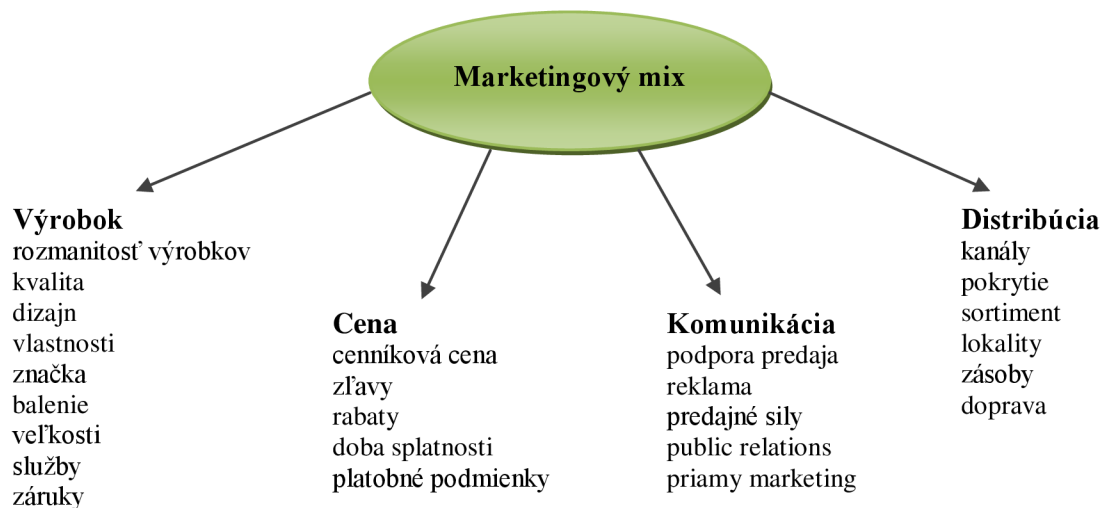 Marketingový mix
Výrobok
rozmanitosť výrobkov
kvalita
dizajn
vlastnosti
značka
balenie
veľkosti
služby
záruky
Cena
cenníková cena
zľavy
rabaty
doba splatnosti
platobné podmienky
Komunikácia
podpora predaja
reklama
predajné sily
public relations
priamy marketing
Distribúcia
kanály
pokrytie
sortiment
lokality
zásoby
doprava